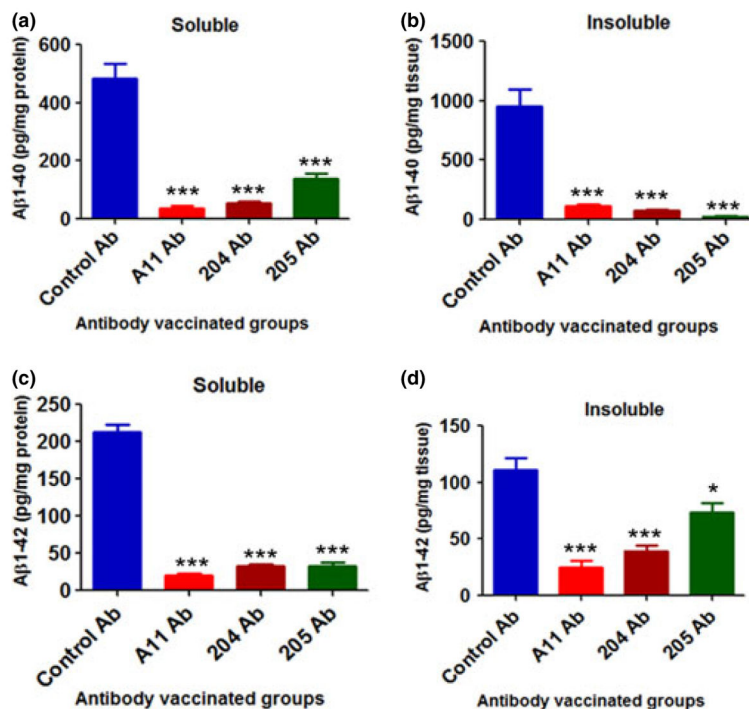 (a)
Soluble
Aβ1-40 (pg/mg protein)
600
400
200
0
***
***
***
Control Ab
A11 Ab
204 Ab
205 Ab
Antibody vaccinated groups
(b)
Insoluble
Aβ1-40 (pg/mg tissue)
1500
1000
500
0
***
***
***
Control Ab
A11 Ab
204 Ab
205 Ab
Antibody vaccinated groups
(c)
Soluble
Aβ1-42 (pg/mg protein)
250
200
150
100
50
0
***
***
***
Control Ab
A11 Ab
204 Ab
205 Ab
Antibody vaccinated groups
(d)
Insoluble
Aβ1-42 (pg/mg tissue)
150
100
50
0
***
***
*
Control Ab
A11 Ab
204 Ab
205 Ab
Antibody vaccinated groups